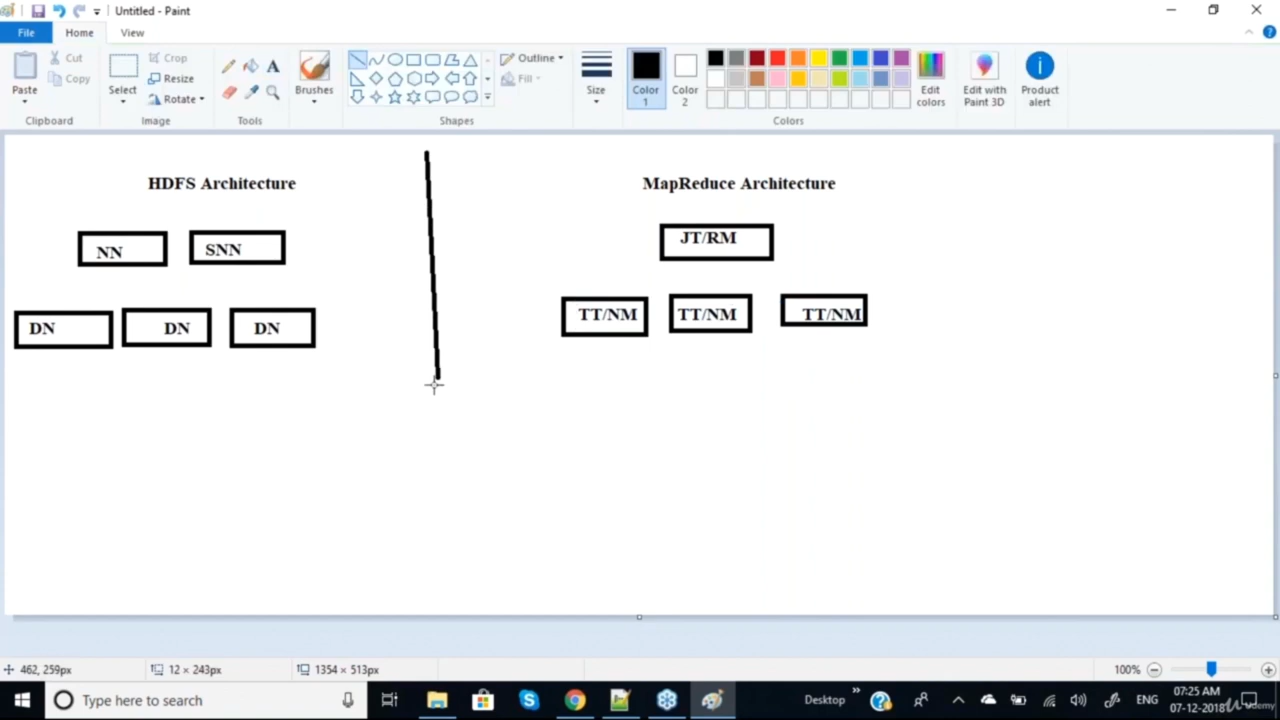 Untitled - Paint
File Home View
Paste Cut Copy Clipboard
Select Crop Resize Rotate Image
Tools
Brushes
Shapes Outline Fill
Size
Color 1 Color 2 Edit colors Colors
Edit with Paint 3D
Product alert
HDFS Architecture MapReduce Architecture
NN SNN JT/RM
DN DN DN TT/NM TT/NM TT/NM
462, 259px 12 × 243px 1354 × 513px 100%
Type here to search Desktop ENG 07:25 AM
07-12-2018 Udemy